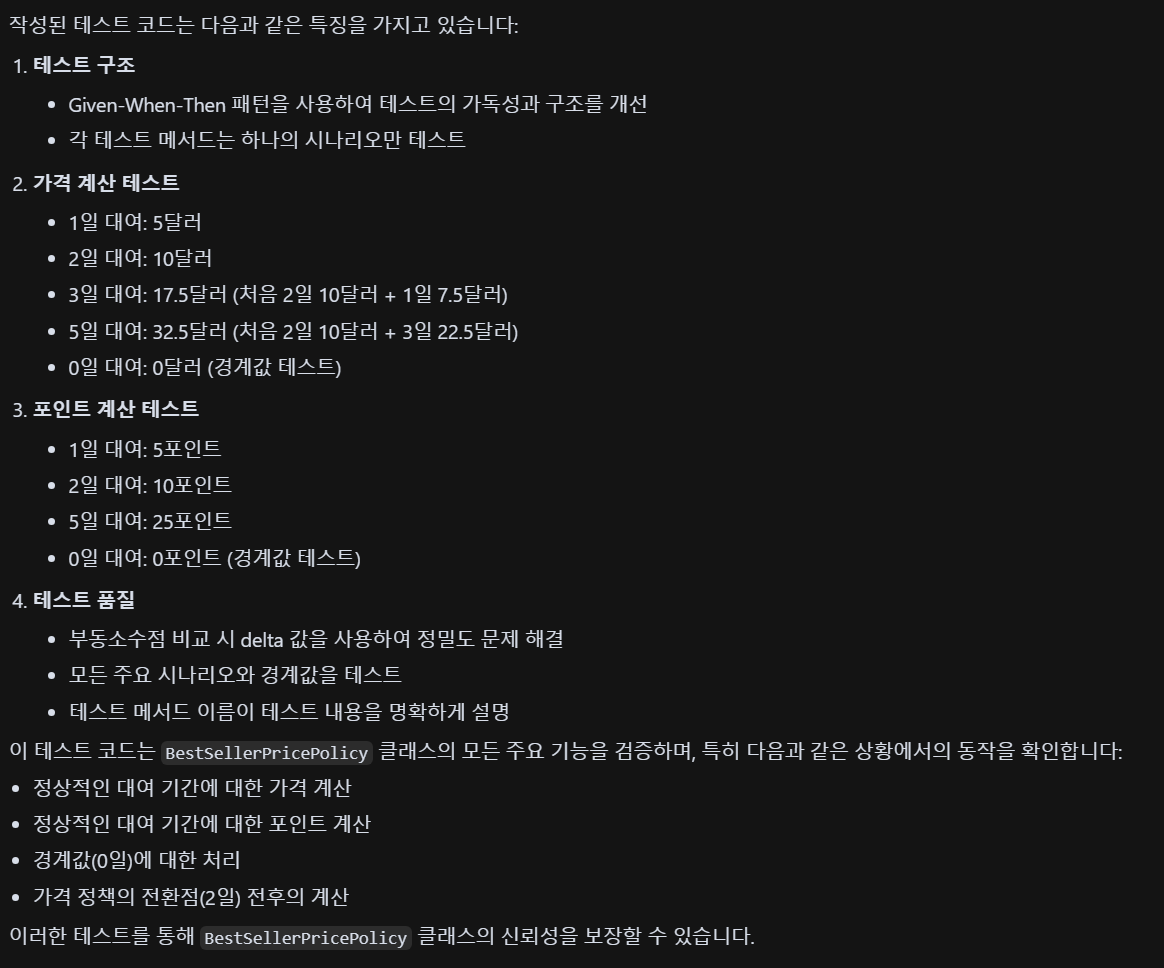 작성된 테스트 코드는 다음과 같은 특징을 가지고 있습니다:
1. 테스트 구조
• Given-When-Then 패턴을 사용하여 테스트의 가독성과 구조를 개선
• 각 테스트 메서드는 하나의 시나리오만 테스트
2. 가격 계산 테스트
• 1일 대여: 5달러
• 2일 대여: 10달러
• 3일 대여: 17.5달러 (처음 2일 10달러 + 1일 7.5달러)
• 5일 대여: 32.5달러 (처음 2일 10달러 + 3일 22.5달러)
• 0일 대여: 0달러 (경계값 테스트)
3. 포인트 계산 테스트
• 1일 대여: 5포인트
• 2일 대여: 10포인트
• 5일 대여: 25포인트
• 0일 대여: 0포인트 (경계값 테스트)
4. 테스트 품질
• 부동소수점 비교 시 delta 값을 사용하여 정밀도 문제 해결
• 모든 주요 시나리오와 경계값을 테스트
• 테스트 메서드 이름이 테스트 내용을 명확하게 설명
이 테스트 코드는 BestSellerPricePolicy 클래스의 모든 주요 기능을 검증하며, 특히 다음과 같은 상황에서의 동작을 확인합니다:
• 정상적인 대여 기간에 대한 가격 계산
• 정상적인 대여 기간에 대한 포인트 계산
• 경계값(0일)에 대한 처리
• 가격 정책의 전환점(2일) 전후의 계산
이러한 테스트를 통해 BestSellerPricePolicy 클래스의 신뢰성을 보장할 수 있습니다.